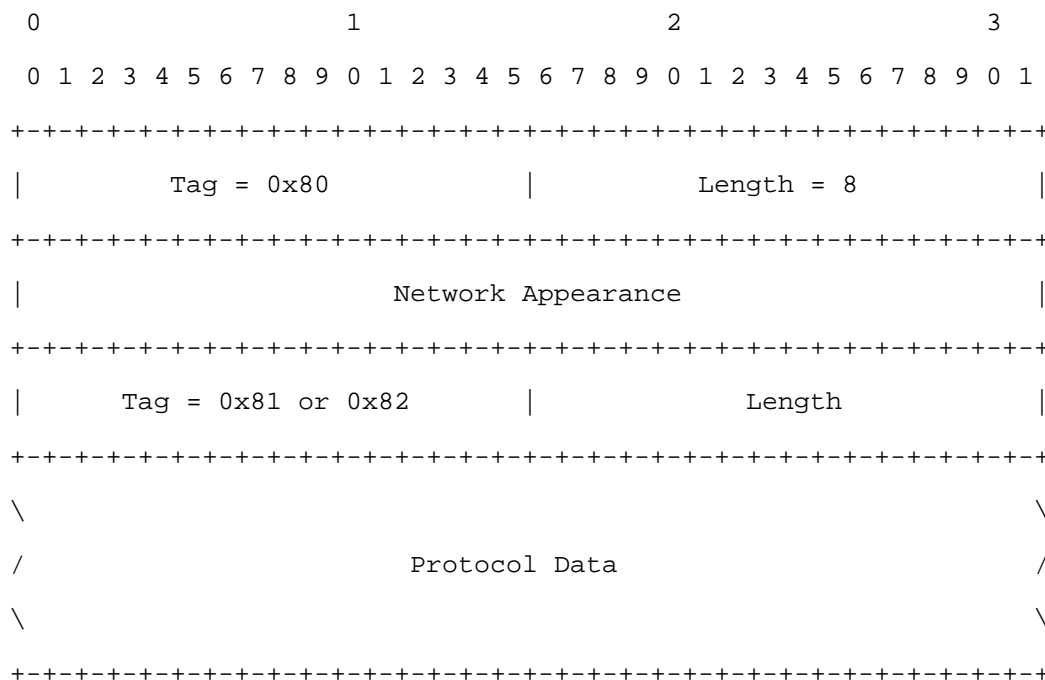 0                   1                   2                   3
0 1 2 3 4 5 6 7 8 9 0 1 2 3 4 5 6 7 8 9 0 1 2 3 4 5 6 7 8 9 0 1
+-+-+-+-+-+-+-+-+-+-+-+-+-+-+-+-+-+-+-+-+-+-+-+-+-+-+-+-+-+-+-+-+
|         Tag = 0x80            |          Length = 8           |
+-+-+-+-+-+-+-+-+-+-+-+-+-+-+-+-+-+-+-+-+-+-+-+-+-+-+-+-+-+-+-+-+
|                       Network Appearance                      |
+-+-+-+-+-+-+-+-+-+-+-+-+-+-+-+-+-+-+-+-+-+-+-+-+-+-+-+-+-+-+-+-+
|      Tag = 0x81 or 0x82       |             Length            |
+-+-+-+-+-+-+-+-+-+-+-+-+-+-+-+-+-+-+-+-+-+-+-+-+-+-+-+-+-+-+-+-+
\                                                               \
/                        Protocol Data                          /
\                                                               \
+-+-+-+-+-+-+-+-+-+-+-+-+-+-+-+-+-+-+-+-+-+-+-+-+-+-+-+-+-+-+-+-+